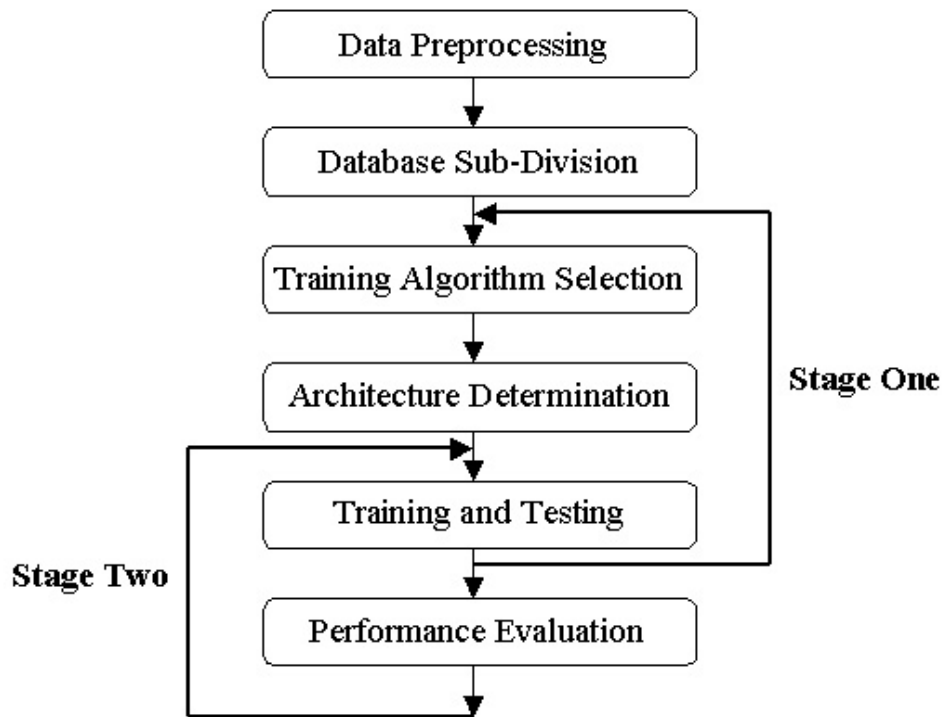 Data Preprocessing
Database Sub-Division
Training Algorithm Selection
Architecture Determination
Stage One
Training and Testing
Stage Two
Performance Evaluation